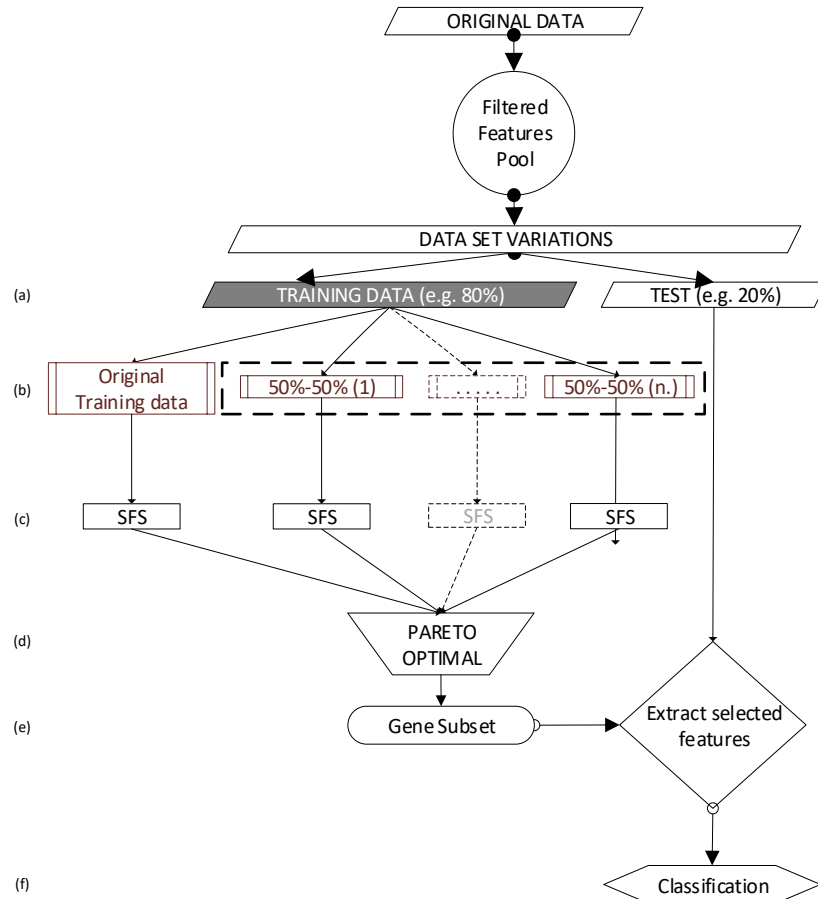 ORIGINAL DATA
Filtered
Features
Pool
DATA SET VARIATIONS
(a)
TRAINING DATA (e.g. 80%)
TEST (e.g. 20%)
(b)
Original
Training data
50%-50% (1)
. . . . .
50%-50% (n.)
(c)
SFS
SFS
SFS
SFS
(d)
PARETO
OPTIMAL
(e)
Gene Subset
Extract selected
features
(f)
Classification